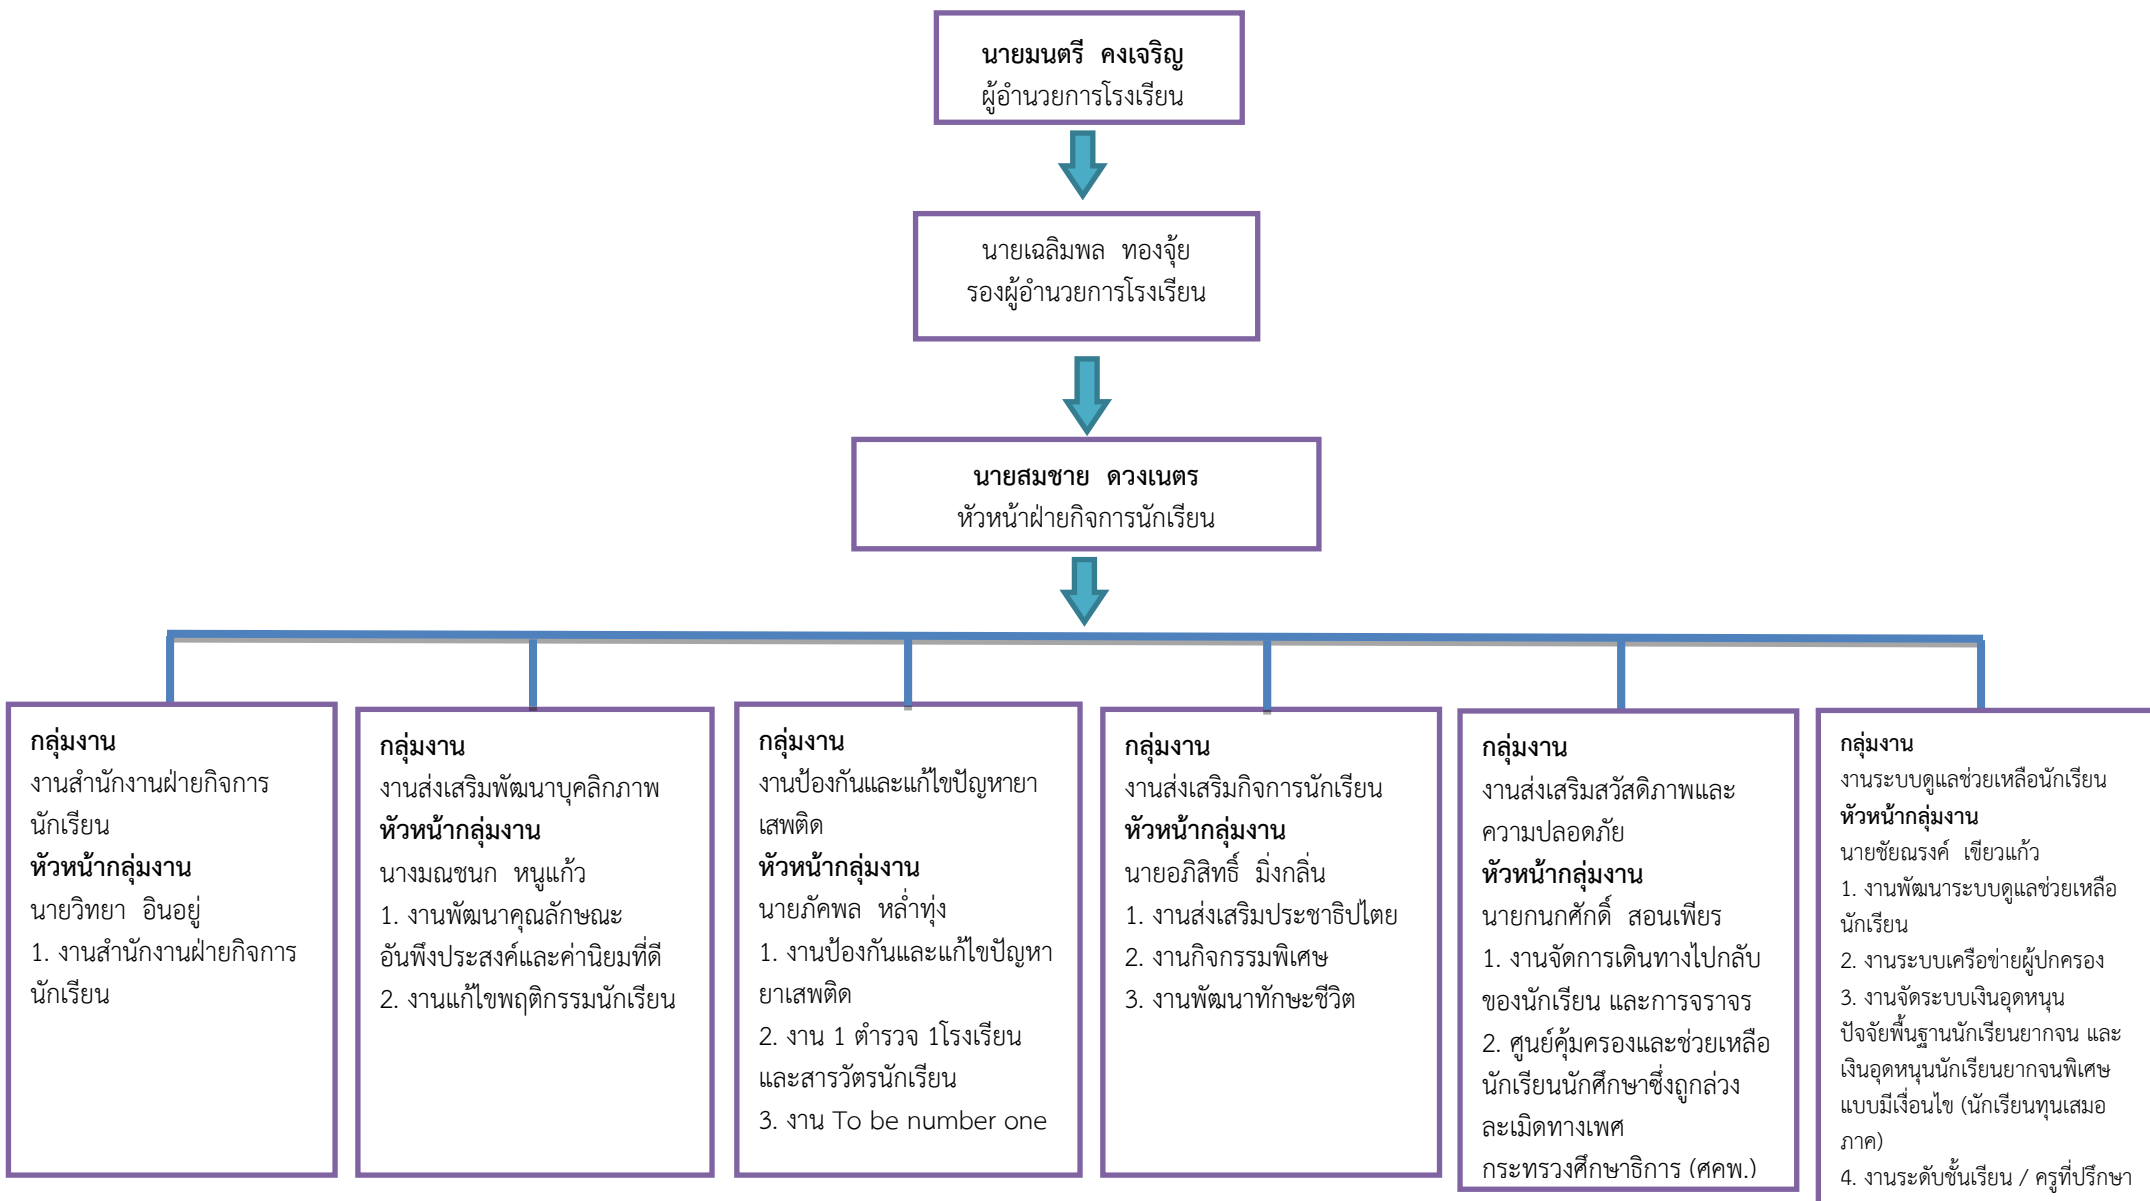 นายมนตรี  คงเจริญ
ผู้อำนวยการโรงเรียน
นายเฉลิมพล  ทองจุ้ย
รองผู้อำนวยการโรงเรียน
นายสมชาย  ดวงเนตร
หัวหน้าฝ่ายกิจการนักเรียน
กลุ่มงาน
งานสำนักงานฝ่ายกิจการ
นักเรียน
หัวหน้ากลุ่มงาน
นายวิทยา  อินอยู่
1. งานสำนักงานฝ่ายกิจการ
นักเรียน
กลุ่มงาน
งานส่งเสริมพัฒนาบุคลิกภาพ
หัวหน้ากลุ่มงาน
นางมณชนก  หนูแก้ว
1. งานพัฒนาคุณลักษณะ
อันพึงประสงค์และค่านิยมที่ดี
2. งานแก้ไขพฤติกรรมนักเรียน
กลุ่มงาน
งานป้องกันและแก้ไขปัญหายา
เสพติด
หัวหน้ากลุ่มงาน
นายภัคพล  หล่ำทุ่ง
1. งานป้องกันและแก้ไขปัญหา
ยาเสพติด
2. งาน 1 ตำรวจ 1โรงเรียน
และสารวัตรนักเรียน
3. งาน To be number one
กลุ่มงาน
งานส่งเสริมกิจการนักเรียน
หัวหน้ากลุ่มงาน
นายอภิสิทธิ์  มิ่งกลิ่น
1. งานส่งเสริมประชาธิปไตย
2. งานกิจกรรมพิเศษ
3. งานพัฒนาทักษะชีวิต
กลุ่มงาน
งานส่งเสริมสวัสดิภาพและ
ความปลอดภัย
หัวหน้ากลุ่มงาน
นายกนกศักดิ์  สอนเพียร
1. งานจัดการเดินทางไปกลับ
ของนักเรียน และการจราจร
2. ศูนย์คุ้มครองและช่วยเหลือ
นักเรียนนักศึกษาซึ่งถูกล่วง
ละเมิดทางเพศ
กระทรวงศึกษาธิการ (ศคพ.)
กลุ่มงาน
งานระบบดูแลช่วยเหลือนักเรียน
หัวหน้ากลุ่มงาน
นายชัยณรงค์  เขียวแก้ว
1. งานพัฒนาระบบดูแลช่วยเหลือ
นักเรียน
2. งานระบบเครือข่ายผู้ปกครอง
3. งานจัดระบบเงินอุดหนุน
ปัจจัยพื้นฐานนักเรียนยากจน และ
เงินอุดหนุนนักเรียนยากจนพิเศษ
แบบมีเงื่อนไข (นักเรียนทุนเสมอ
ภาค)
4. งานระดับชั้นเรียน / ครูที่ปรึกษา